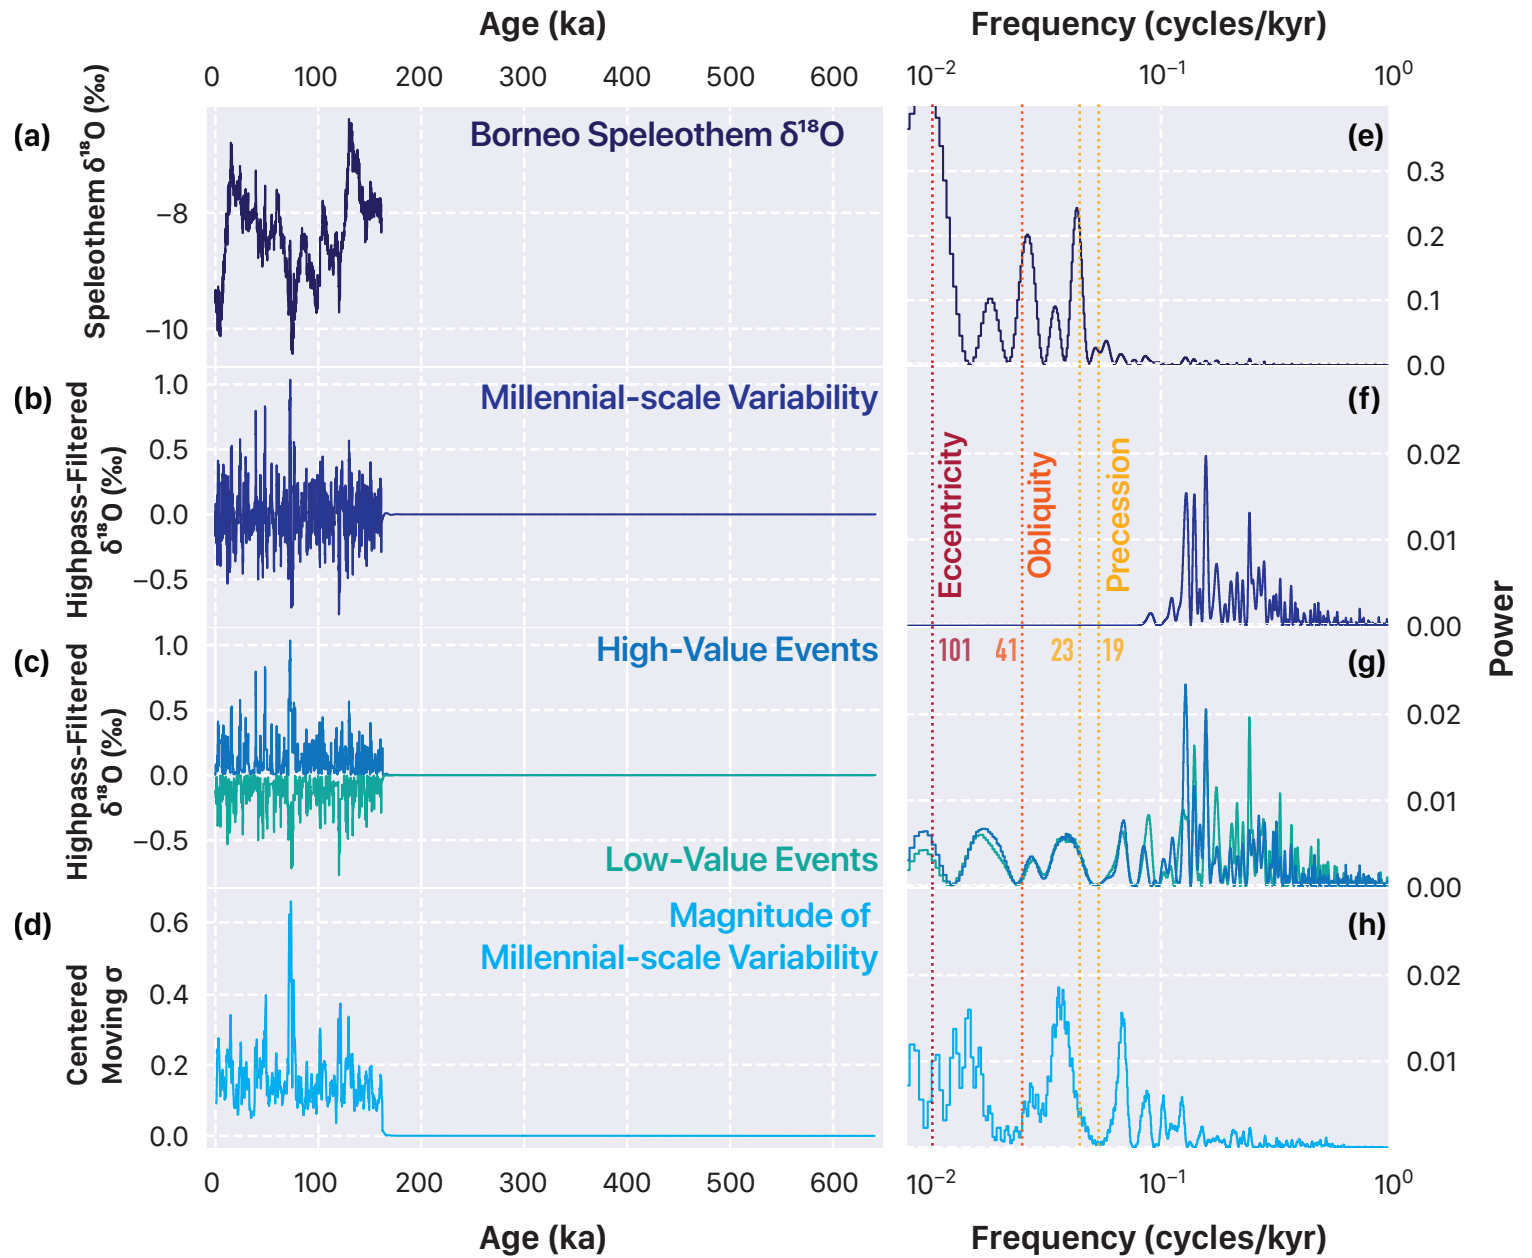 Age (ka)
Frequency (cycles/kyr)
0 100 200 300 400 500 600
10⁻² 10⁻¹ 10⁰
(a)
Speleothem δ¹⁸O (‰)
−8
−10
Borneo Speleothem δ¹⁸O
(e)
0.3
0.2
0.1
0.0
(b)
Highpass-Filtered
δ¹⁸O (‰)
1.0
0.5
0.0
−0.5
Millennial-scale Variability
(f)
Eccentricity
Obliquity
Precession
0.02
0.01
0.00
Power
(c)
Highpass-Filtered
δ¹⁸O (‰)
1.0
0.5
0.0
−0.5
High-Value Events
Low-Value Events
101 41 23 19
(g)
0.02
0.01
0.00
(d)
Centered
Moving σ
0.6
0.4
0.2
0.0
Magnitude of
Millennial-scale Variability
(h)
0.02
0.01
0 100 200 300 400 500 600
10⁻² 10⁻¹ 10⁰
Age (ka)
Frequency (cycles/kyr)